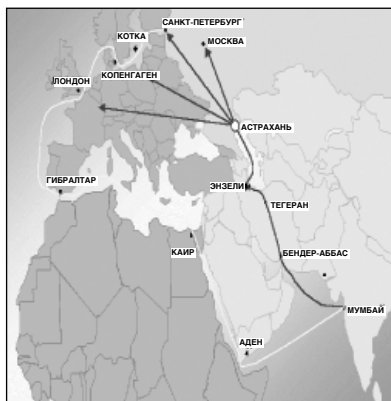 САНКТ-ПЕТЕРБУРГ
КОТКА
МОСКВА
КОПЕНГАГЕН
ЛОНДОН
АСТРАХАНЬ
ГИБРАЛТАР
ЭНЗЕЛИ
ТЕГЕРАН
КАИР
БЕНДЕР-АББАС
МУМБАЙ
АДЕН